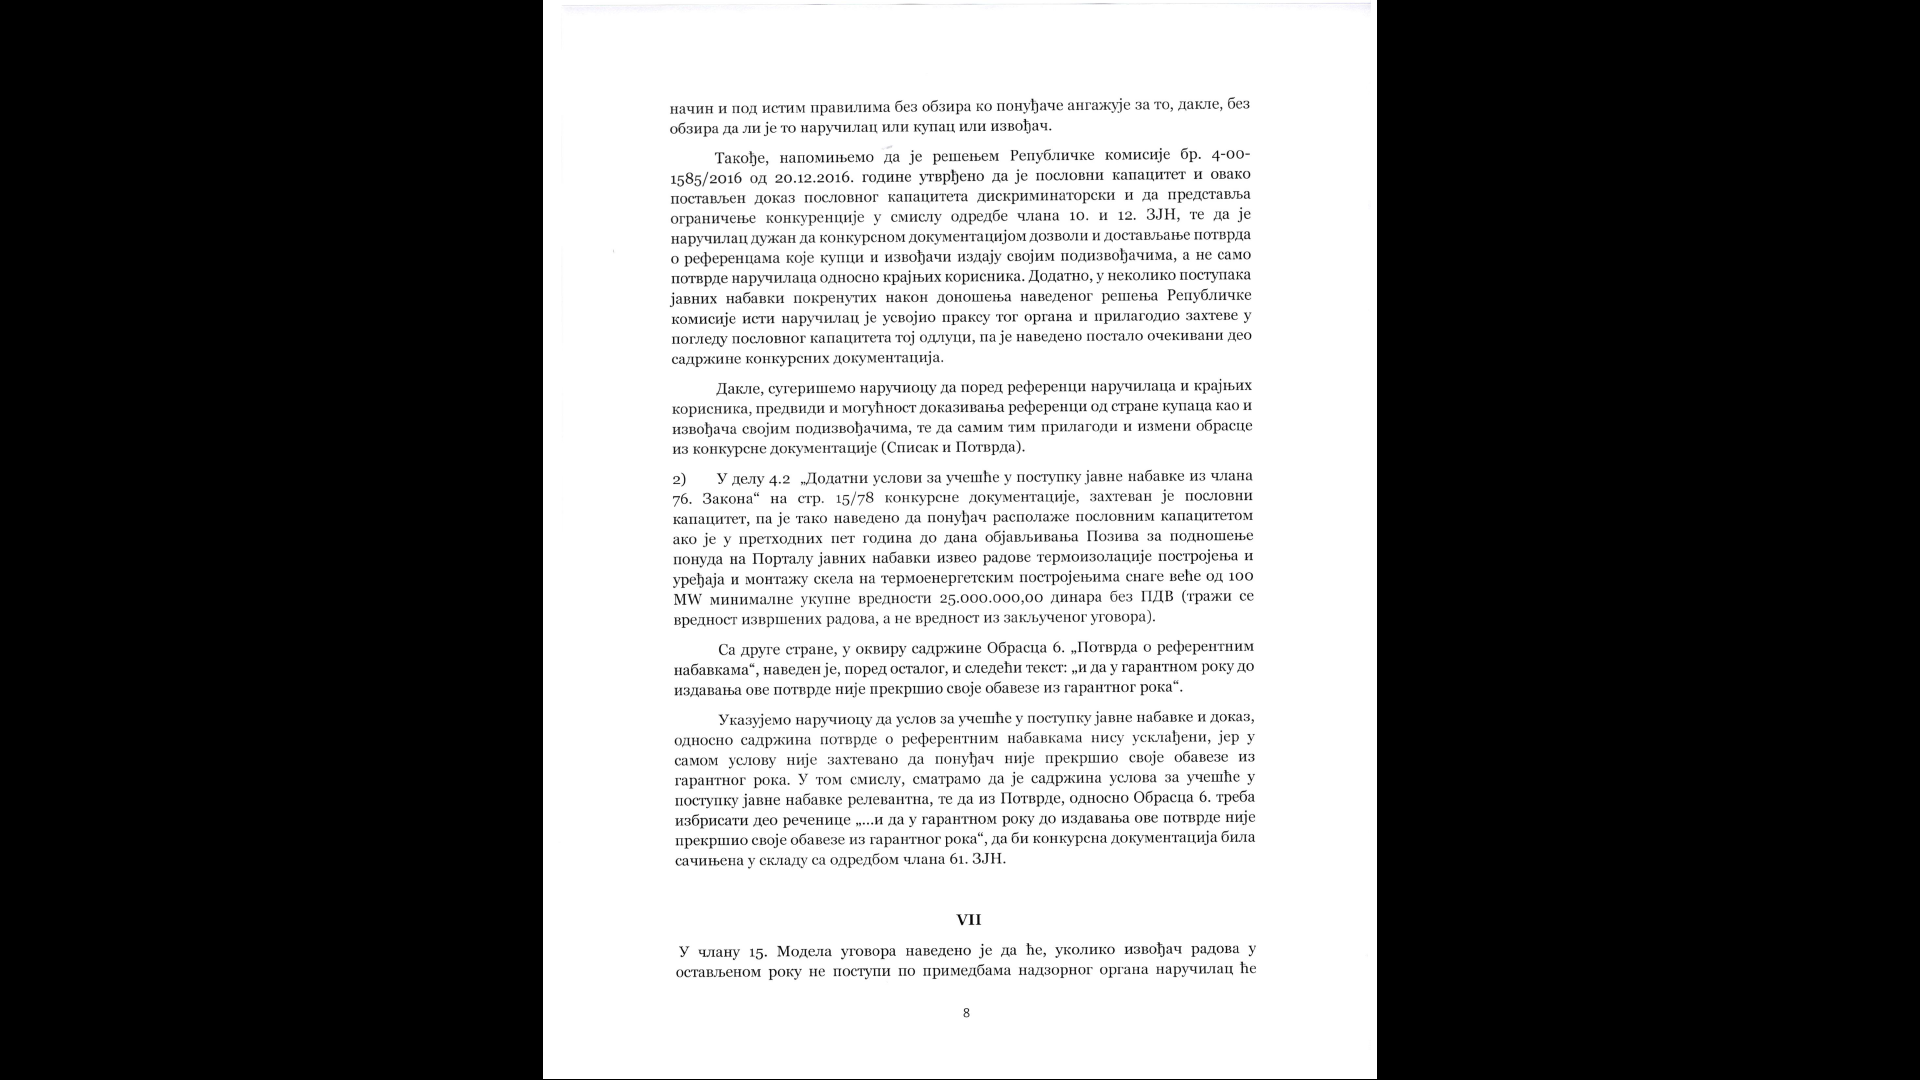 начин и под истим правилима без обзира ко понуђаче ангажује за то, дакле, без
обзира да ли је то наручилац или купац или извођач.
Такође, напомињемо да је решењем Републичке комисије бр. 4-00-
1585/2016 од 20.12.2016. године утврђено да је пословни капацитет и овако
постављен доказ пословног капацитета дискриминаторски и да представља
ограничење конкуренције у смислу одредбе члана 10. и 12. ЗЈН, те да је
наручилац дужан да конкурсном документацијом дозволи и достављање потврда
о референцама које купци и извођачи издају својим подизвођачима, а не само
потврде наручилаца односно крајњих корисника. Додатно, у неколико поступака
јавних набавки покренутих након доношења наведеног решења Републичке
комисије исти наручилац је усвојио праксу тог органа и прилагодио захтеве у
погледу пословног капацитета тој одлуци, па је наведено постало очекивани део
садржине конкурсних документација.
Дакле, сугеришемо наручиоцу да поред референци наручилаца и крајњих
корисника, предвиди и могућност доказивања референци од стране купаца као и
извођача својим подизвођачима, те да самим тим прилагоди и измени обрасце
из конкурсне документације (Списак и Потврда).
2) У делу 4.2 „Додатни услови за учешће у поступку јавне набавке из члана
76. Закона“ на стр. 15/78 конкурсне документације, захтеван је пословни
капацитет, па је тако наведено да понуђач располаже пословним капацитетом
ако је у претходних пет година до дана објављивања Позива за подношење
понуда на Порталу јавних набавки извео радове термоизолације постројења и
уређаја и монтажу скела на термоенергетским постројењима снаге веће од 100
MW минималне укупне вредности 25.000.000,00 динара без ПДВ (тражи се
вредност извршених радова, а не вредност из закљученог уговора).
Са друге стране, у оквиру садржине Обрасца 6. „Потврда о референтним
набавкама“, наведен је, поред осталог, и следећи текст: „и да у гарантном року до
издавања ове потврде није прекршио своје обавезе из гарантног рока“.
Указујемо наручиоцу да услов за учешће у поступку јавне набавке и доказ,
односно садржина потврде о референтним набавкама нису усклађени, јер у
самом услову није захтевано да понуђач није прекршио своје обавезе из
гарантног рока. У том смислу, сматрамо да је садржина услова за учешће у
поступку јавне набавке релевантна, те да из Потврде, односно Обрасца 6. треба
избрисати део реченице „...и да у гарантном року до издавања ове потврде није
прекршио своје обавезе из гарантног рока“, да би конкурсна документација била
сачињена у складу са одредбом члана 61. ЗЈН.
VII
У члану 15. Модела уговора наведено је да ће, уколико извођач радова у
остављеном року не поступи по примедбама надзорног органа наручилац ће
8